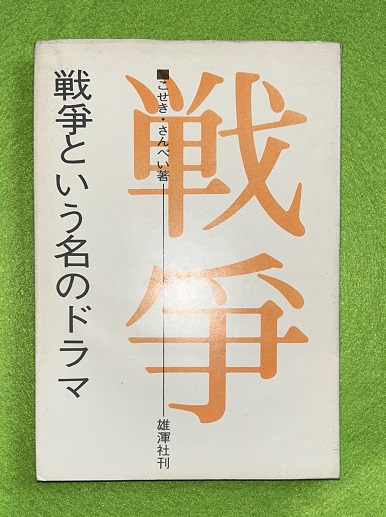 戦争
■こせき・さんぺい著
雄渾社刊
戦争という名のドラマ